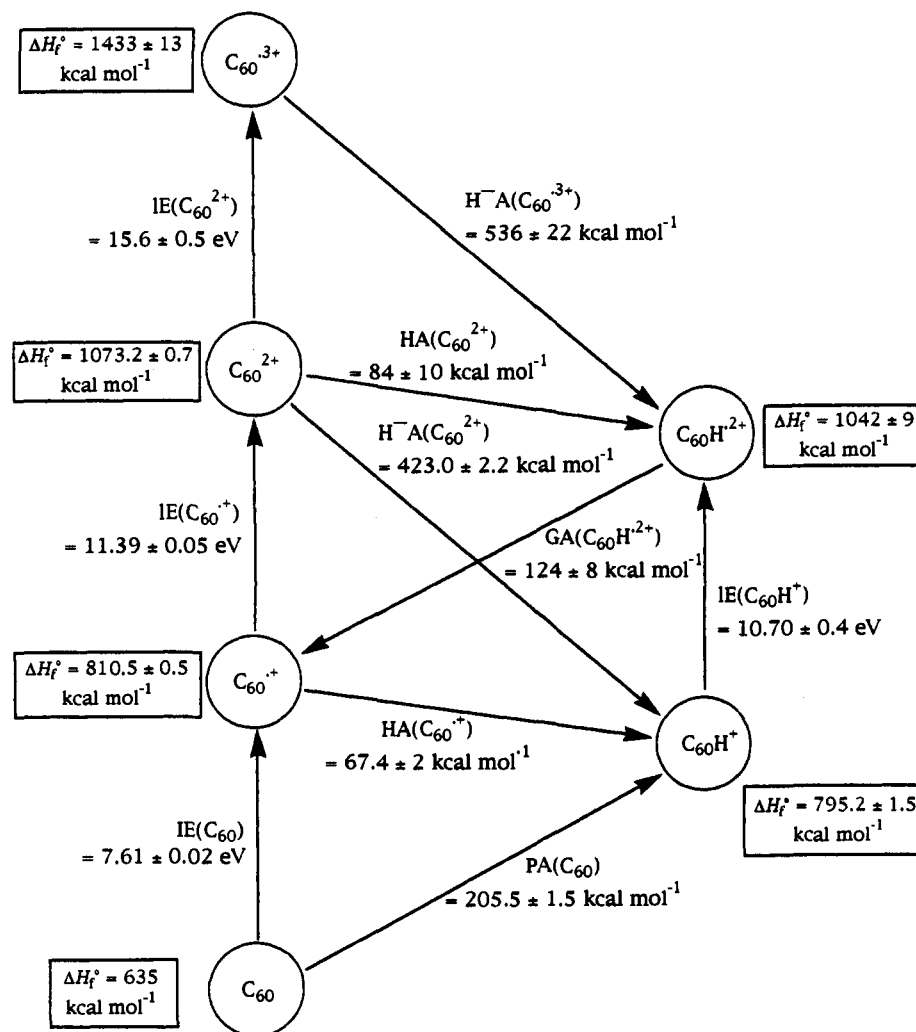 ΔH_f° = 1433 ± 13
kcal mol⁻¹
C₆₀·³⁺
IE(C₆₀²⁺)
= 15.6 ± 0.5 eV
H⁻A(C₆₀·³⁺)
= 536 ± 22 kcal mol⁻¹
ΔH_f° = 1073.2 ± 0.7
kcal mol⁻¹
C₆₀²⁺
HA(C₆₀²⁺)
= 84 ± 10 kcal mol⁻¹
H⁻A(C₆₀²⁺)
= 423.0 ± 2.2 kcal mol⁻¹
C₆₀H·²⁺
ΔH_f° = 1042 ± 9
kcal mol⁻¹
IE(C₆₀·⁺)
= 11.39 ± 0.05 eV
GA(C₆₀H·²⁺)
= 124 ± 8 kcal mol⁻¹
IE(C₆₀H⁺)
= 10.70 ± 0.4 eV
ΔH_f° = 810.5 ± 0.5
kcal mol⁻¹
C₆₀·⁺
HA(C₆₀·⁺)
= 67.4 ± 2 kcal mol⁻¹
C₆₀H⁺
ΔH_f° = 795.2 ± 1.5
kcal mol⁻¹
IE(C₆₀)
= 7.61 ± 0.02 eV
PA(C₆₀)
= 205.5 ± 1.5 kcal mol⁻¹
ΔH_f° = 635
kcal mol⁻¹
C₆₀